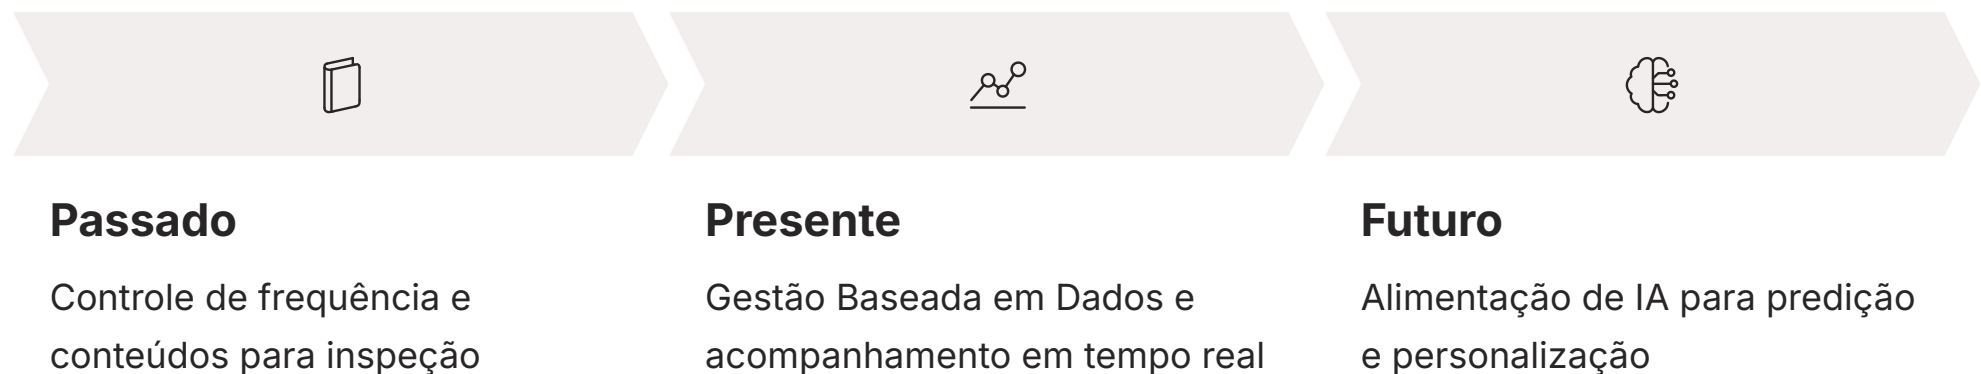 Passado
Controle de frequência e
conteúdos para inspeção
Presente
Gestão Baseada em Dados e
acompanhamento em tempo real
Futuro
Alimentação de IA para predição
e personalização